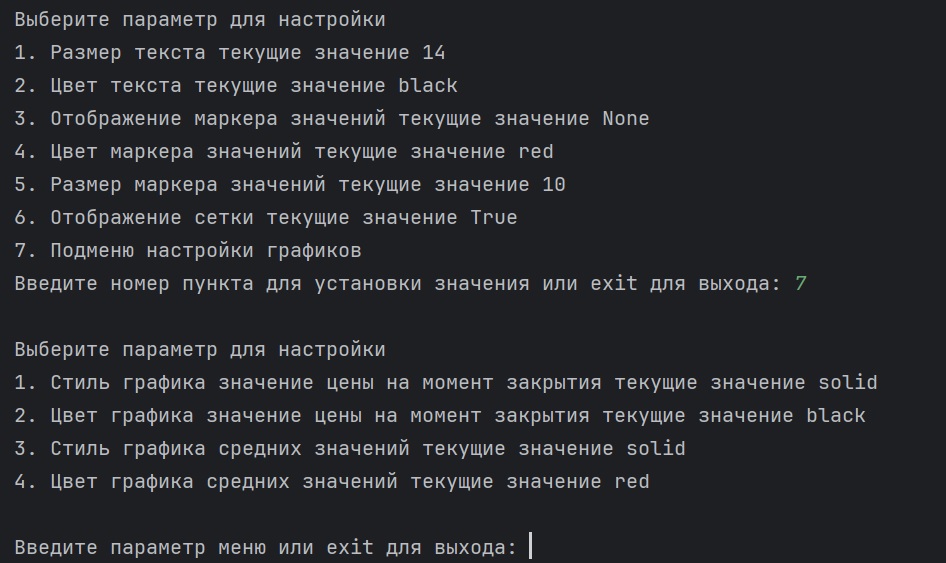 Выберите параметр для настройки
1. Размер текста текущие значение 14
2. Цвет текста текущие значение black
3. Отображение маркера значений текущие значение None
4. Цвет маркера значений текущие значение red
5. Размер маркера значений текущие значение 10
6. Отображение сетки текущие значение True
7. Подменю настройки графиков
Введите номер пункта для установки значения или exit для выхода: 7
Выберите параметр для настройки
1. Стиль графика значение цены на момент закрытия текущие значение solid
2. Цвет графика значение цены на момент закрытия текущие значение black
3. Стиль графика средних значений текущие значение solid
4. Цвет графика средних значений текущие значение red
Введите параметр меню или exit для выхода: